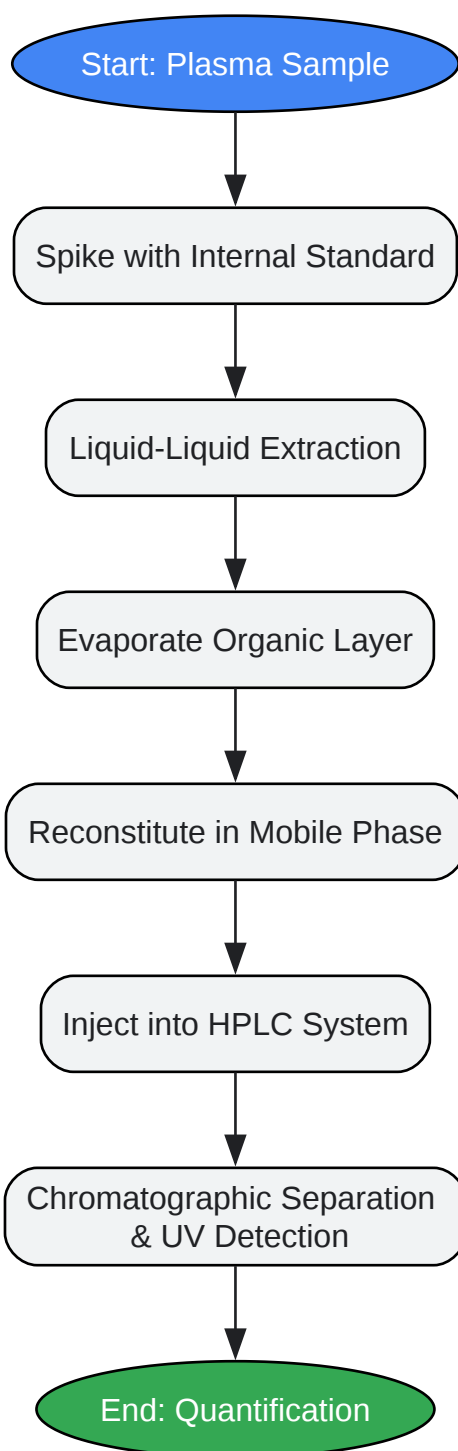 Start: Plasma Sample
Spike with Internal Standard
Liquid-Liquid Extraction
Evaporate Organic Layer
Reconstitute in Mobile Phase
Inject into HPLC System
Chromatographic Separation
& UV Detection
End: Quantification